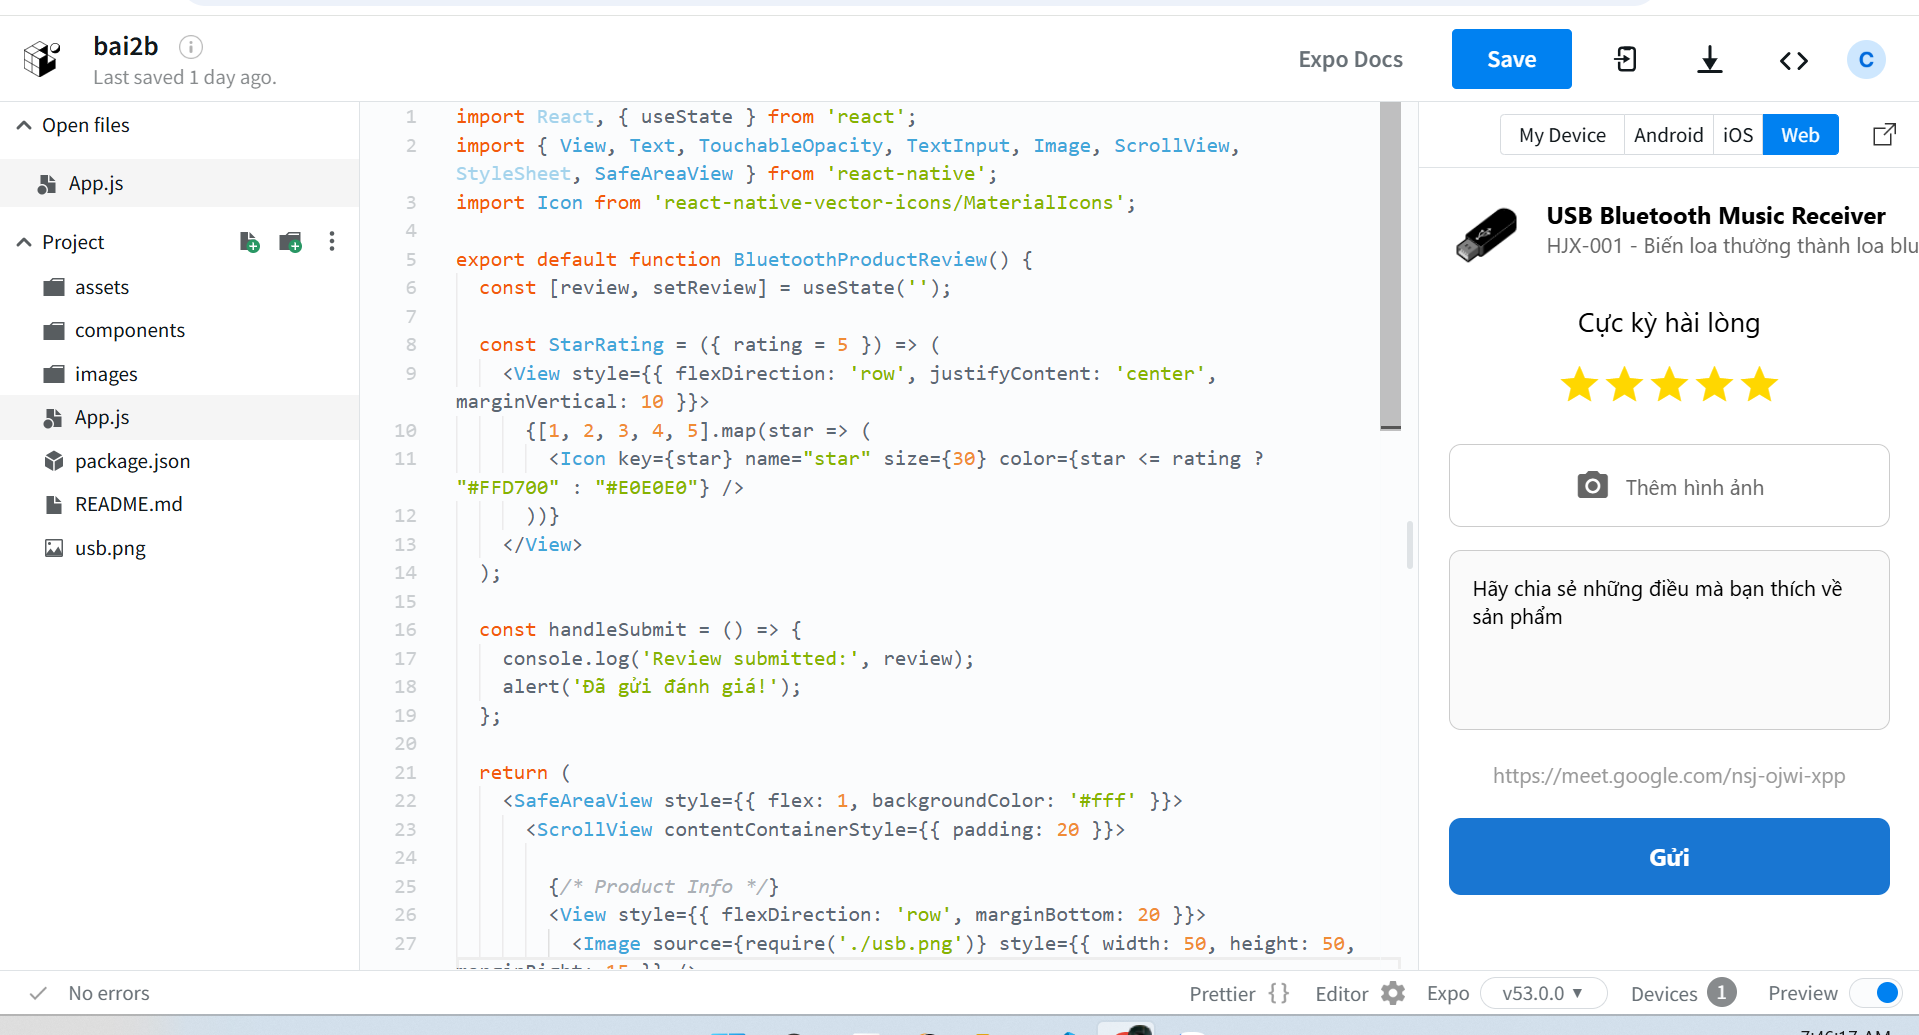 bai2b
Last saved 1 day ago.
Expo Docs
Save
C
Open files
App.js
Project
assets
components
images
App.js
package.json
README.md
usb.png
1 import React, { useState } from 'react';
2 import { View, Text, TouchableOpacity, TextInput, Image, ScrollView,
StyleSheet, SafeAreaView } from 'react-native';
3 import Icon from 'react-native-vector-icons/MaterialIcons';
4
5 export default function BluetoothProductReview() {
6 const [review, setReview] = useState('');
7
8 const StarRating = ({ rating = 5 }) => (
9 <View style={{ flexDirection: 'row', justifyContent: 'center',
marginVertical: 10 }}>
10 {[1, 2, 3, 4, 5].map(star => (
11 <Icon key={star} name="star" size={30} color={star <= rating ?
"#FFD700" : "#E0E0E0"} />
12 ))}
13 </View>
14 );
15
16 const handleSubmit = () => {
17 console.log('Review submitted:', review);
18 alert('Đã gửi đánh giá!');
19 };
20
21 return (
22 <SafeAreaView style={{ flex: 1, backgroundColor: '#fff' }}>
23 <ScrollView contentContainerStyle={{ padding: 20 }}>
24
25 {/* Product Info */}
26 <View style={{ flexDirection: 'row', marginBottom: 20 }}>
27 <Image source={require('./usb.png')} style={{ width: 50, height: 50,
marginRight: 15 }} />
My Device
Android
iOS
Web
USB Bluetooth Music Receiver
HJX-001 - Biến loa thường thành loa blu
Cực kỳ hài lòng
Thêm hình ảnh
Hãy chia sẻ những điều mà bạn thích về
sản phẩm
https://meet.google.com/nsj-ojwi-xpp
Gửi
No errors
Prettier {}
Editor
Expo
v53.0.0
Devices 1
Preview
7:46:17 AM